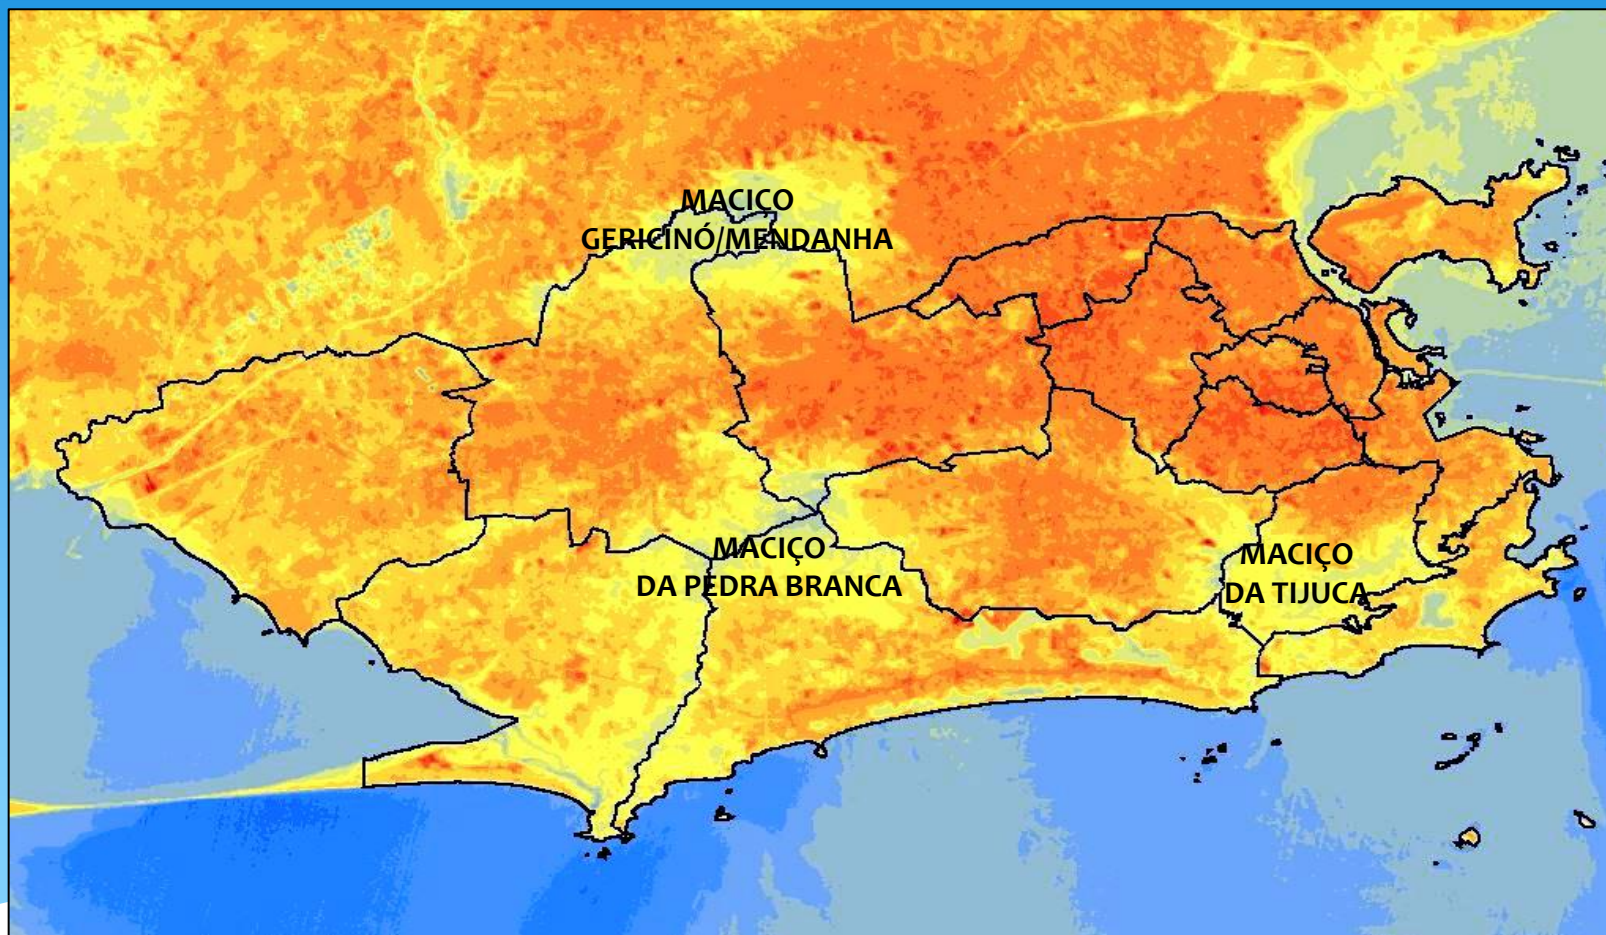 MACIÇO
GERICINÓ/MENDANHA
MACIÇO
DA PEDRA BRANCA
MACIÇO
DA TIJUCA